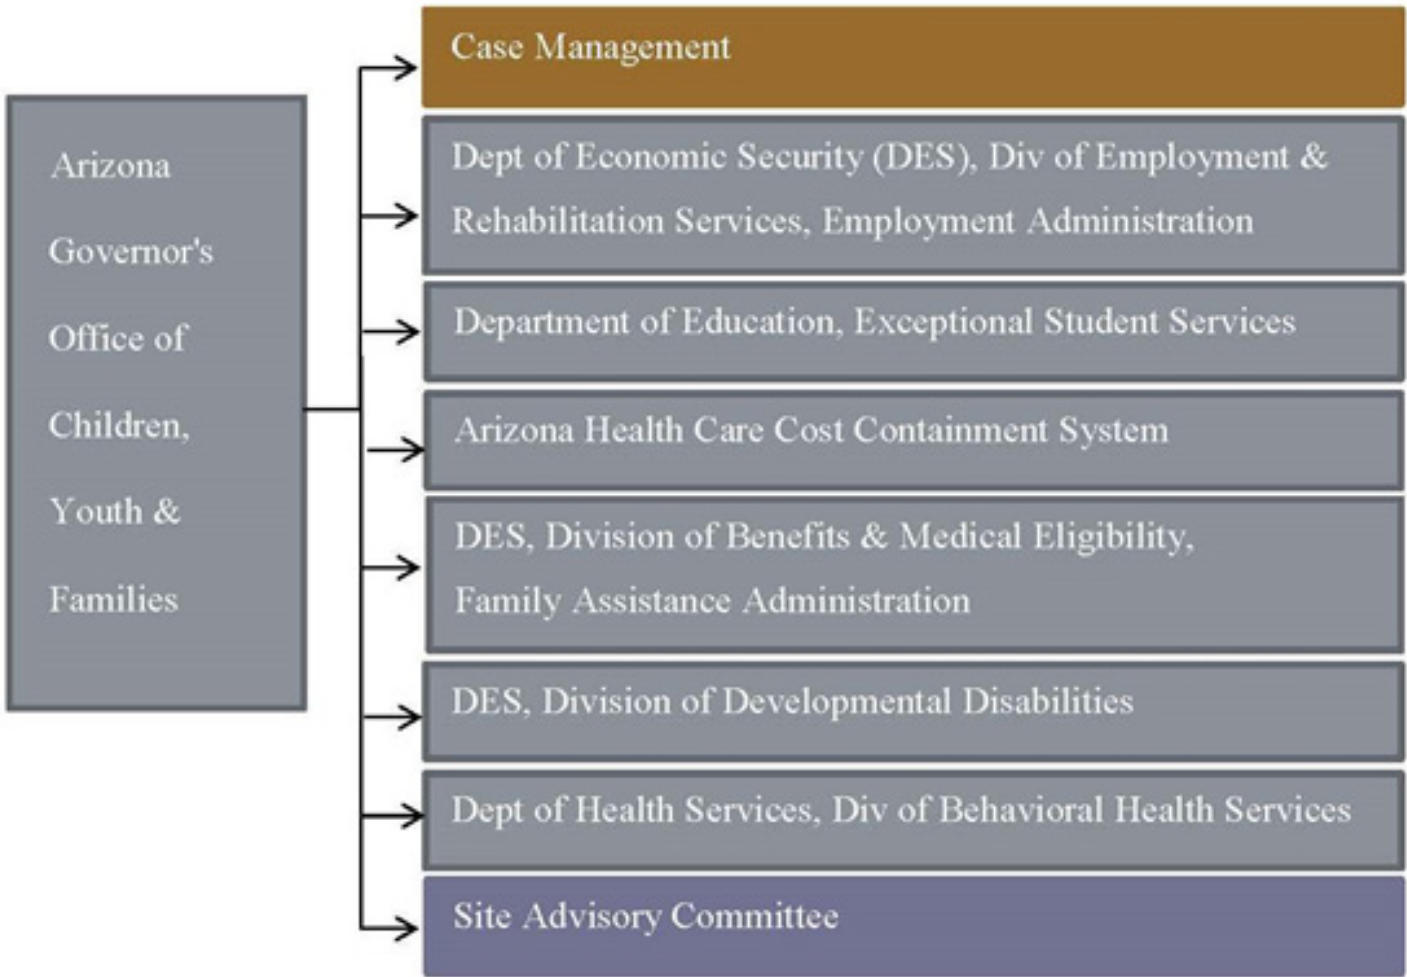 Arizona
Governor's
Office of
Children,
Youth &
Families
Case Management
Dept of Economic Security (DES), Div of Employment &
Rehabilitation Services, Employment Administration
Department of Education, Exceptional Student Services
Arizona Health Care Cost Containment System
DES, Division of Benefits & Medical Eligibility,
Family Assistance Administration
DES, Division of Developmental Disabilities
Dept of Health Services, Div of Behavioral Health Services
Site Advisory Committee